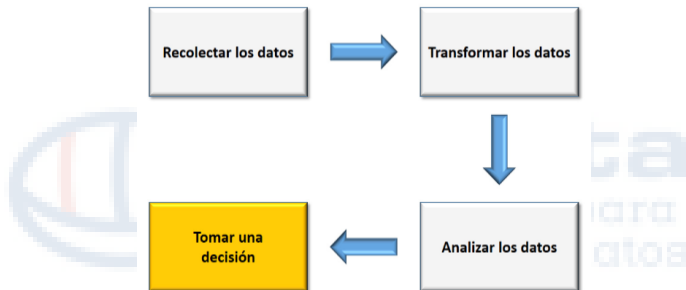 Recolectar los datos
Transformar los datos
Tomar una
decisión
Analizar los datos